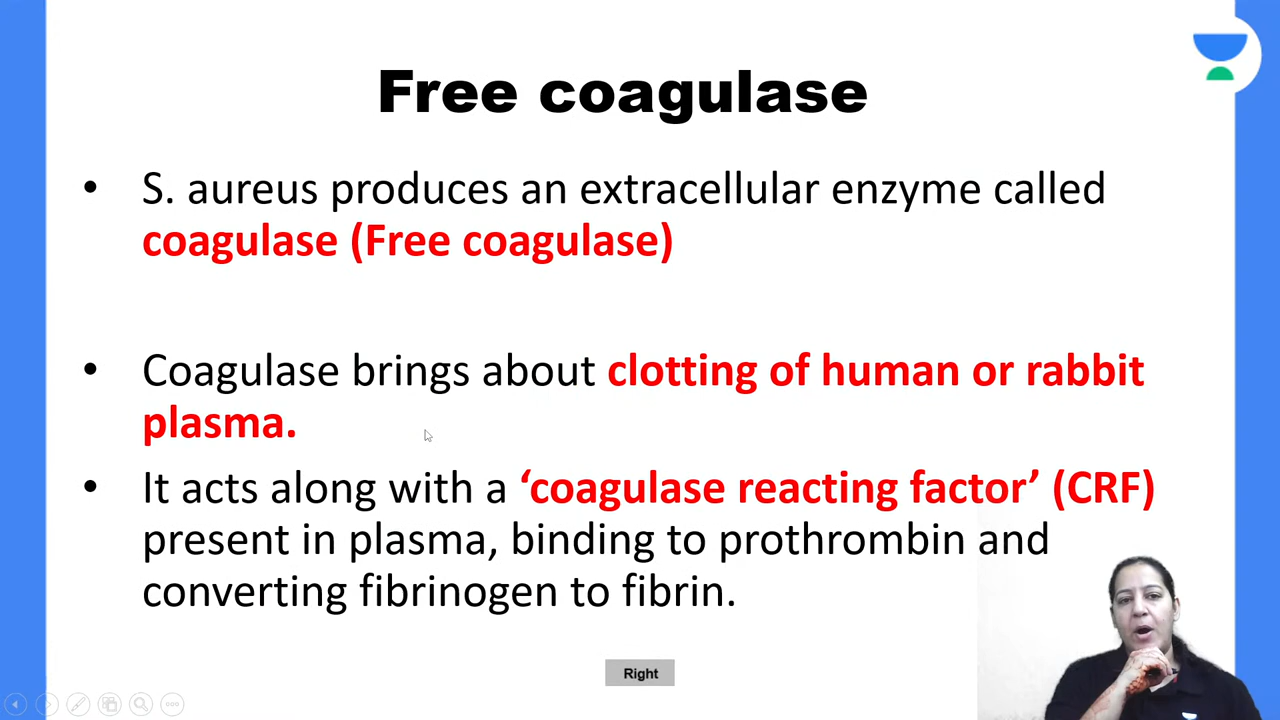 Free coagulase
• S. aureus produces an extracellular enzyme called
coagulase (Free coagulase)
• Coagulase brings about clotting of human or rabbit
plasma.
• It acts along with a ‘coagulase reacting factor’ (CRF)
present in plasma, binding to prothrombin and
converting fibrinogen to fibrin.
Right